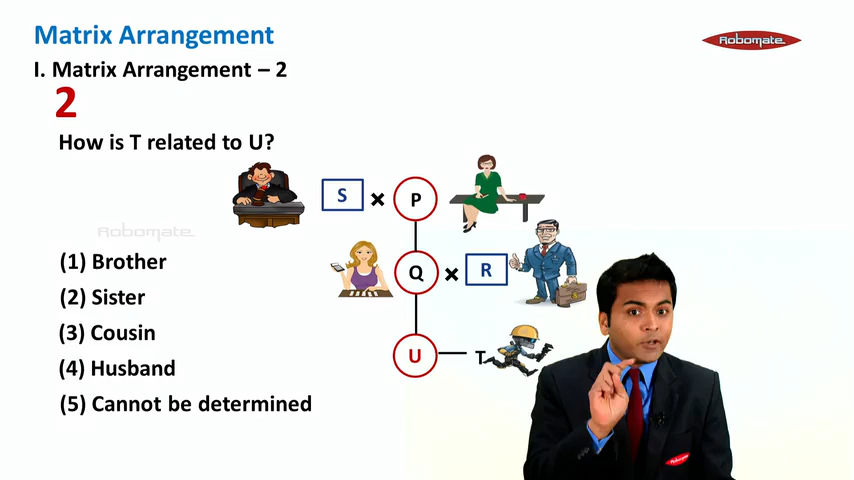 Matrix Arrangement
Robomate
I. Matrix Arrangement – 2
2
How is T related to U?
S × P
Robomate
(1) Brother
Q × R
(2) Sister
(3) Cousin
U T
(4) Husband
(5) Cannot be determined
Robomate